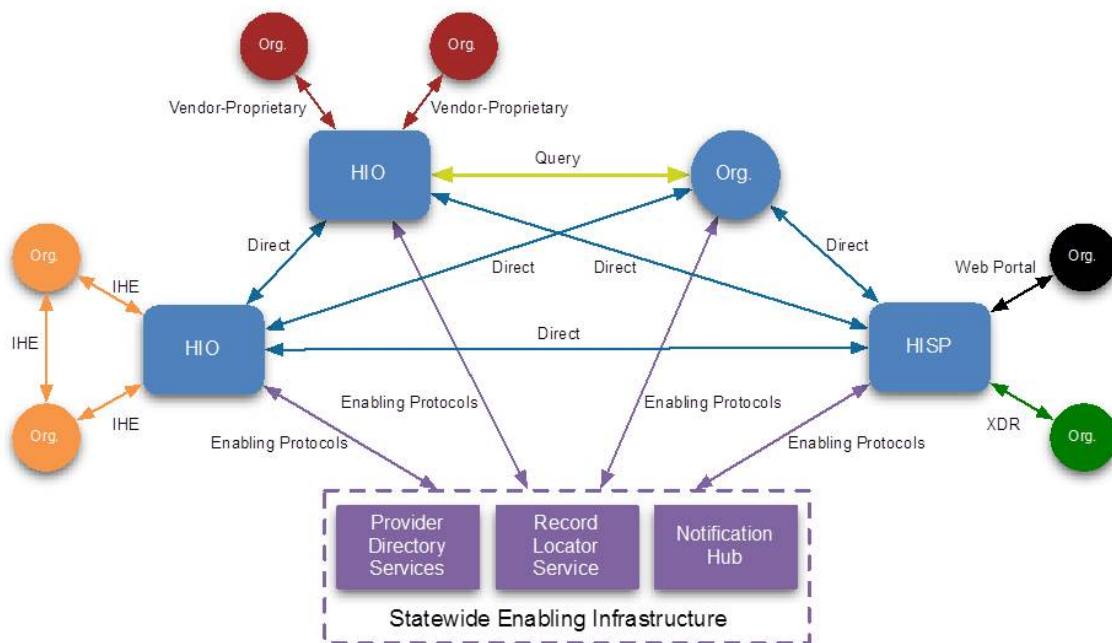 Org.
Org.
Vendor-Proprietary
Vendor-Proprietary
HIO
Query
Org.
Org.
IHE
Direct
Direct
Direct
Direct
Web Portal
Org.
IHE
HIO
Direct
HISP
Org.
IHE
Enabling Protocols
Enabling Protocols
XDR
Org.
Enabling Protocols
Enabling Protocols
Provider
Directory
Services
Record
Locator
Service
Notification
Hub
Statewide Enabling Infrastructure